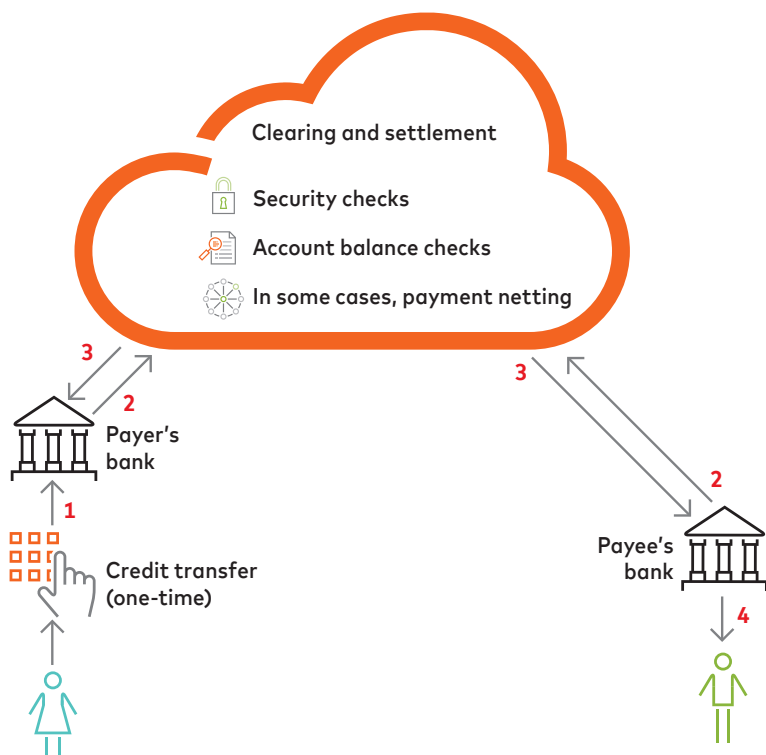 Clearing and settlement
Security checks
Account balance checks
In some cases, payment netting
3
2
Payer's
bank
1
Credit transfer
(one-time)
3
2
Payee's
bank
4